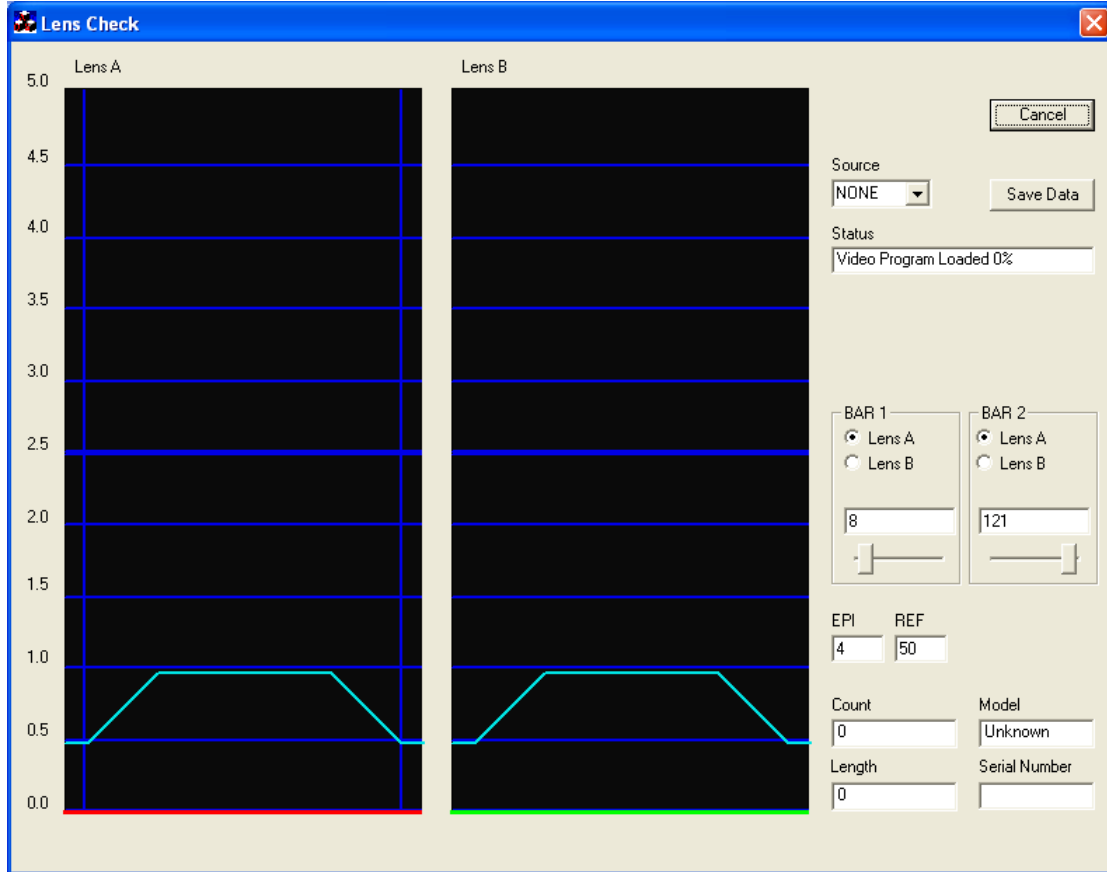 Lens Check
Lens A
Lens B
5.0
4.5
4.0
3.5
3.0
2.5
2.0
1.5
1.0
0.5
0.0
Cancel
Source
NONE
Save Data
Status
Video Program Loaded 0%
BAR 1
Lens A
Lens B
8
BAR 2
Lens A
Lens B
121
EPI
REF
4
50
Count
Model
0
Unknown
Length
Serial Number
0